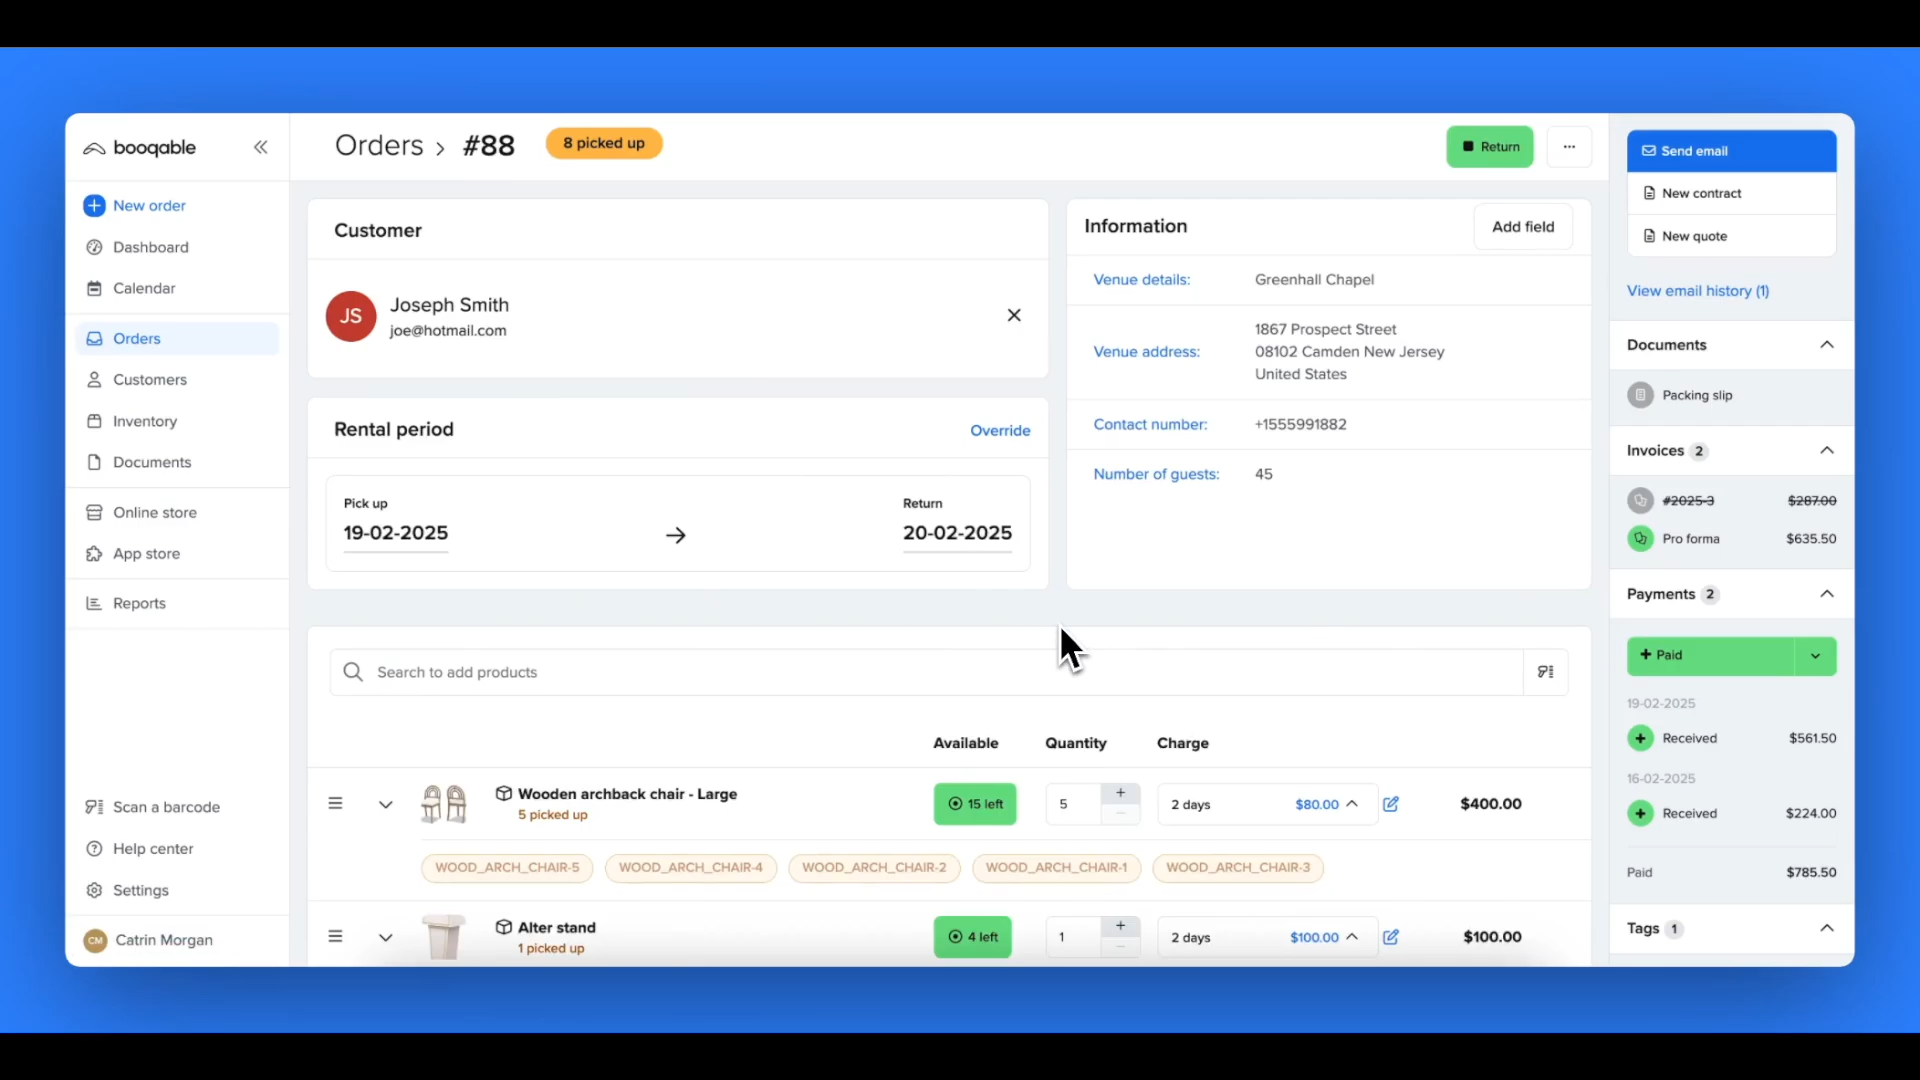 booqable
New order
Dashboard
Calendar
Orders
Customers
Inventory
Documents
Online store
App store
Reports
Scan a barcode
Help center
Settings
CM Catrin Morgan
Orders › #88 8 picked up
Return ...
Customer
JS
Joseph Smith
joe@hotmail.com
Rental period Override
Pick up Return
19-02-2025 → 20-02-2025
Information Add field
Venue details: Greenhall Chapel
Venue address: 1867 Prospect Street
08102 Camden New Jersey
United States
Contact number: +1555991882
Number of guests: 45
Search to add products
Available Quantity Charge
Wooden archback chair - Large
5 picked up
15 left 5 + − 2 days $80.00 $400.00
WOOD_ARCH_CHAIR-5 WOOD_ARCH_CHAIR-4 WOOD_ARCH_CHAIR-2 WOOD_ARCH_CHAIR-1 WOOD_ARCH_CHAIR-3
Alter stand
1 picked up
4 left 1 + − 2 days $100.00 $100.00
Send email
New contract
New quote
View email history (1)
Documents
Packing slip
Invoices 2
#2025-3 $287.00
Pro forma $635.50
Payments 2
+ Paid
19-02-2025
Received $561.50
16-02-2025
Received $224.00
Paid $785.50
Tags 1